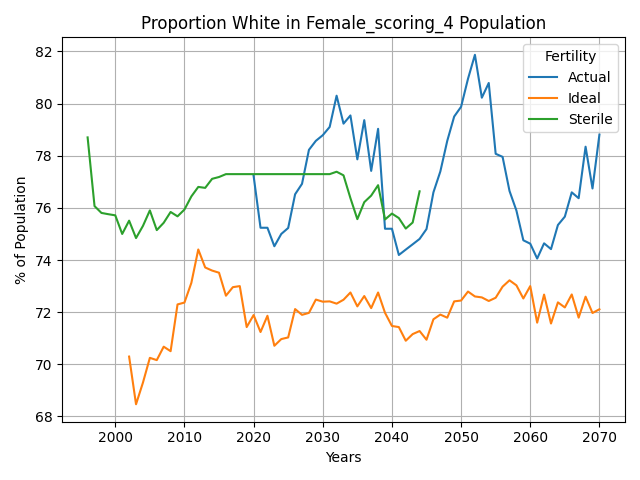 Proportion White in Female_scoring_4 Population
Fertility
Actual
Ideal
Sterile
% of Population
82
80
78
76
74
72
70
68
2000
2010
2020
2030
2040
2050
2060
2070
Years